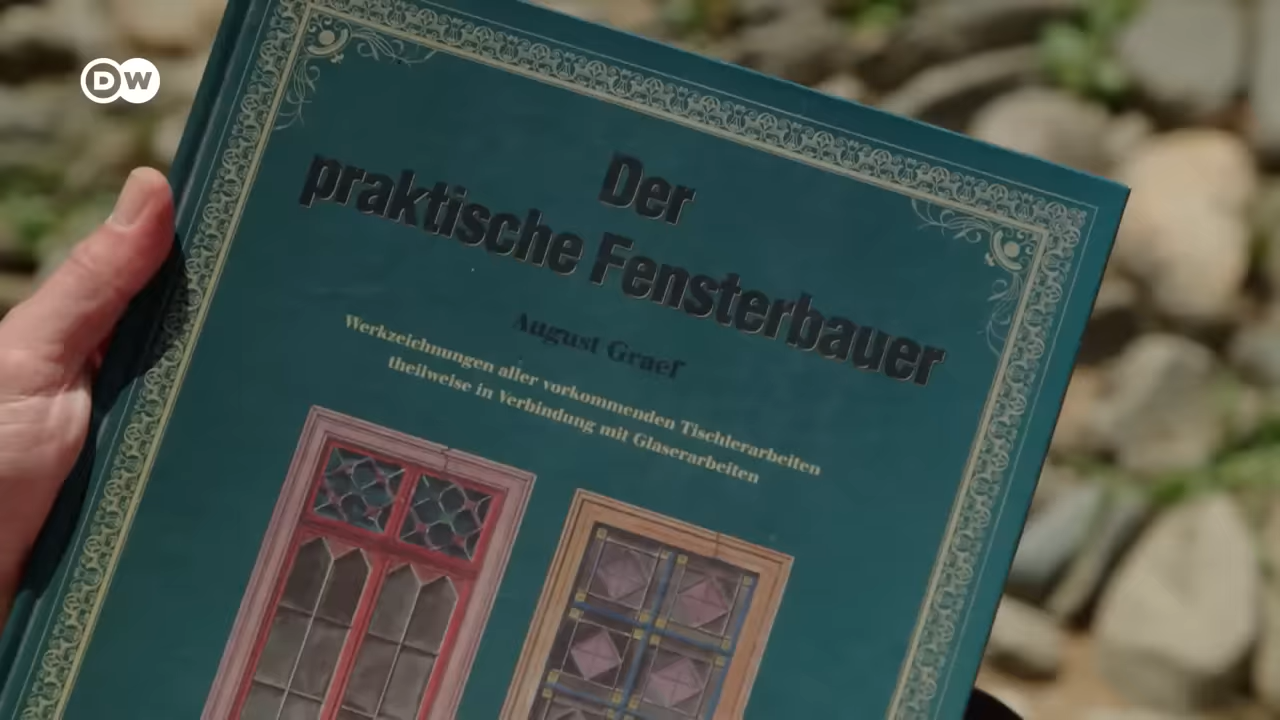 DW
Der
praktische Fensterbauer
August Graef
Werkzeichnungen aller vorkommenden Tischlerarbeiten
theilweise in Verbindung mit Glaserarbeiten